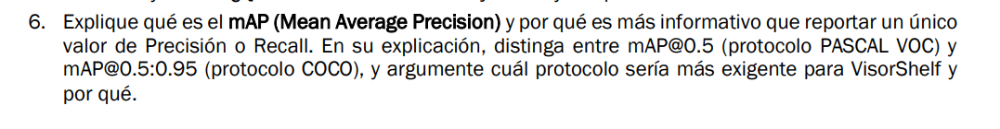 6. Explique qué es el mAP (Mean Average Precision) y por qué es más informativo que reportar un único
valor de Precisión o Recall. En su explicación, distinga entre mAP@0.5 (protocolo PASCAL VOC) y
mAP@0.5:0.95 (protocolo COCO), y argumente cuál protocolo sería más exigente para VisorShelf y
por qué.